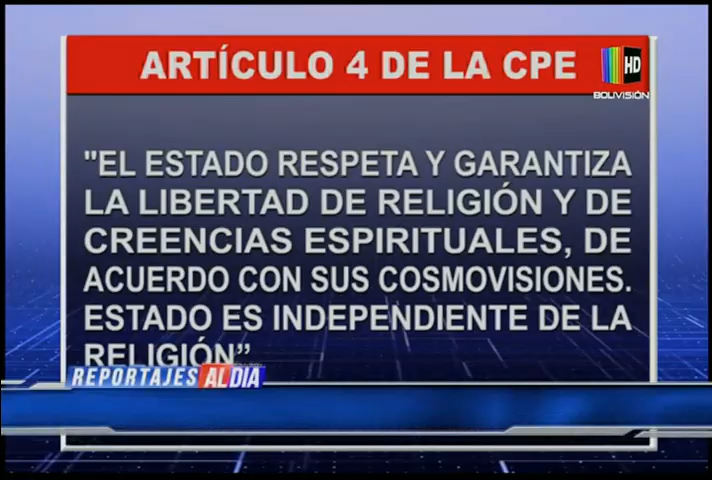 ARTÍCULO 4 DE LA CPE
HD
BOLIVISIÓN
"EL ESTADO RESPETA Y GARANTIZA
LA LIBERTAD DE RELIGIÓN Y DE
CREENCIAS ESPIRITUALES, DE
ACUERDO CON SUS COSMOVISIONES.
ESTADO ES INDEPENDIENTE DE LA
RELIGIÓN”
REPORTAJES AL DIA